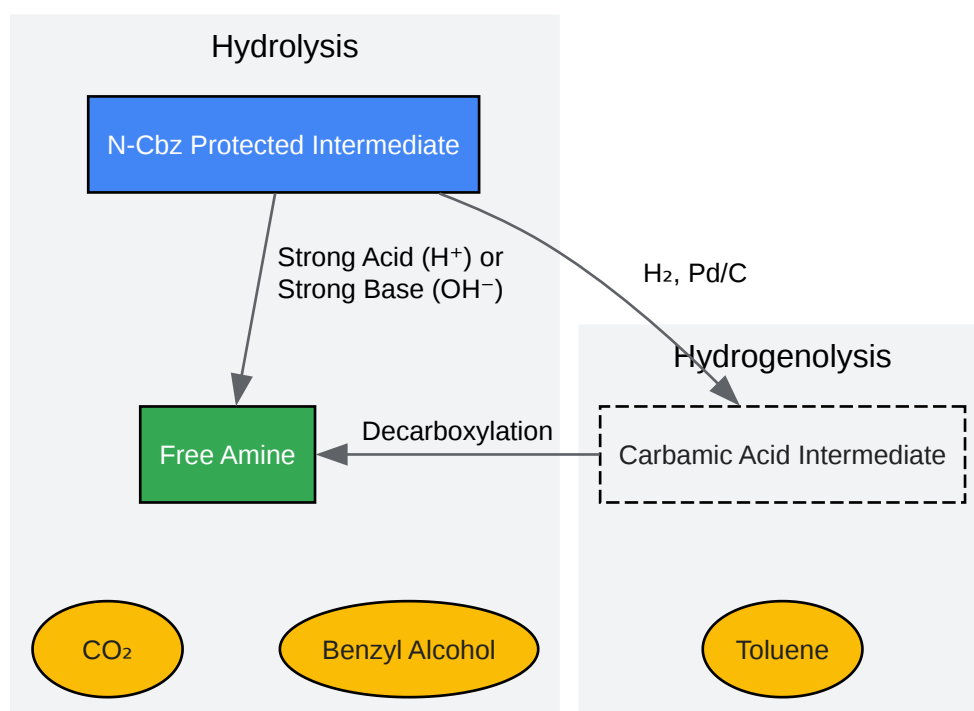 Hydrolysis
N-Cbz Protected Intermediate
Strong Acid (H⁺) or
Strong Base (OH⁻)
H₂, Pd/C
Hydrogenolysis
Decarboxylation
Free Amine
Carbamic Acid Intermediate
CO₂
Benzyl Alcohol
Toluene